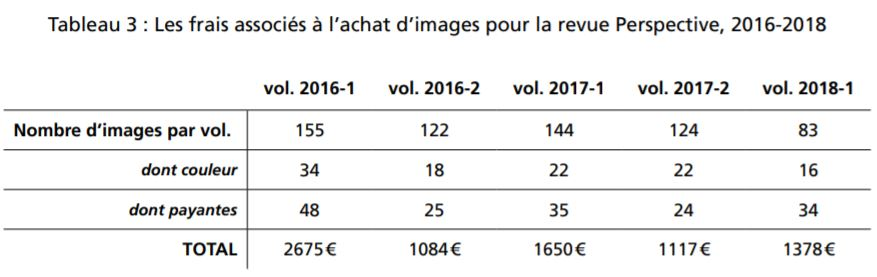 Tableau 3 : Les frais associés à l’achat d’images pour la revue Perspective, 2016-2018
vol. 2016-1 vol. 2016-2 vol. 2017-1 vol. 2017-2 vol. 2018-1
Nombre d’images par vol. 155 122 144 124 83
dont couleur 34 18 22 22 16
dont payantes 48 25 35 24 34
TOTAL 2675 € 1084 € 1650 € 1117 € 1378 €